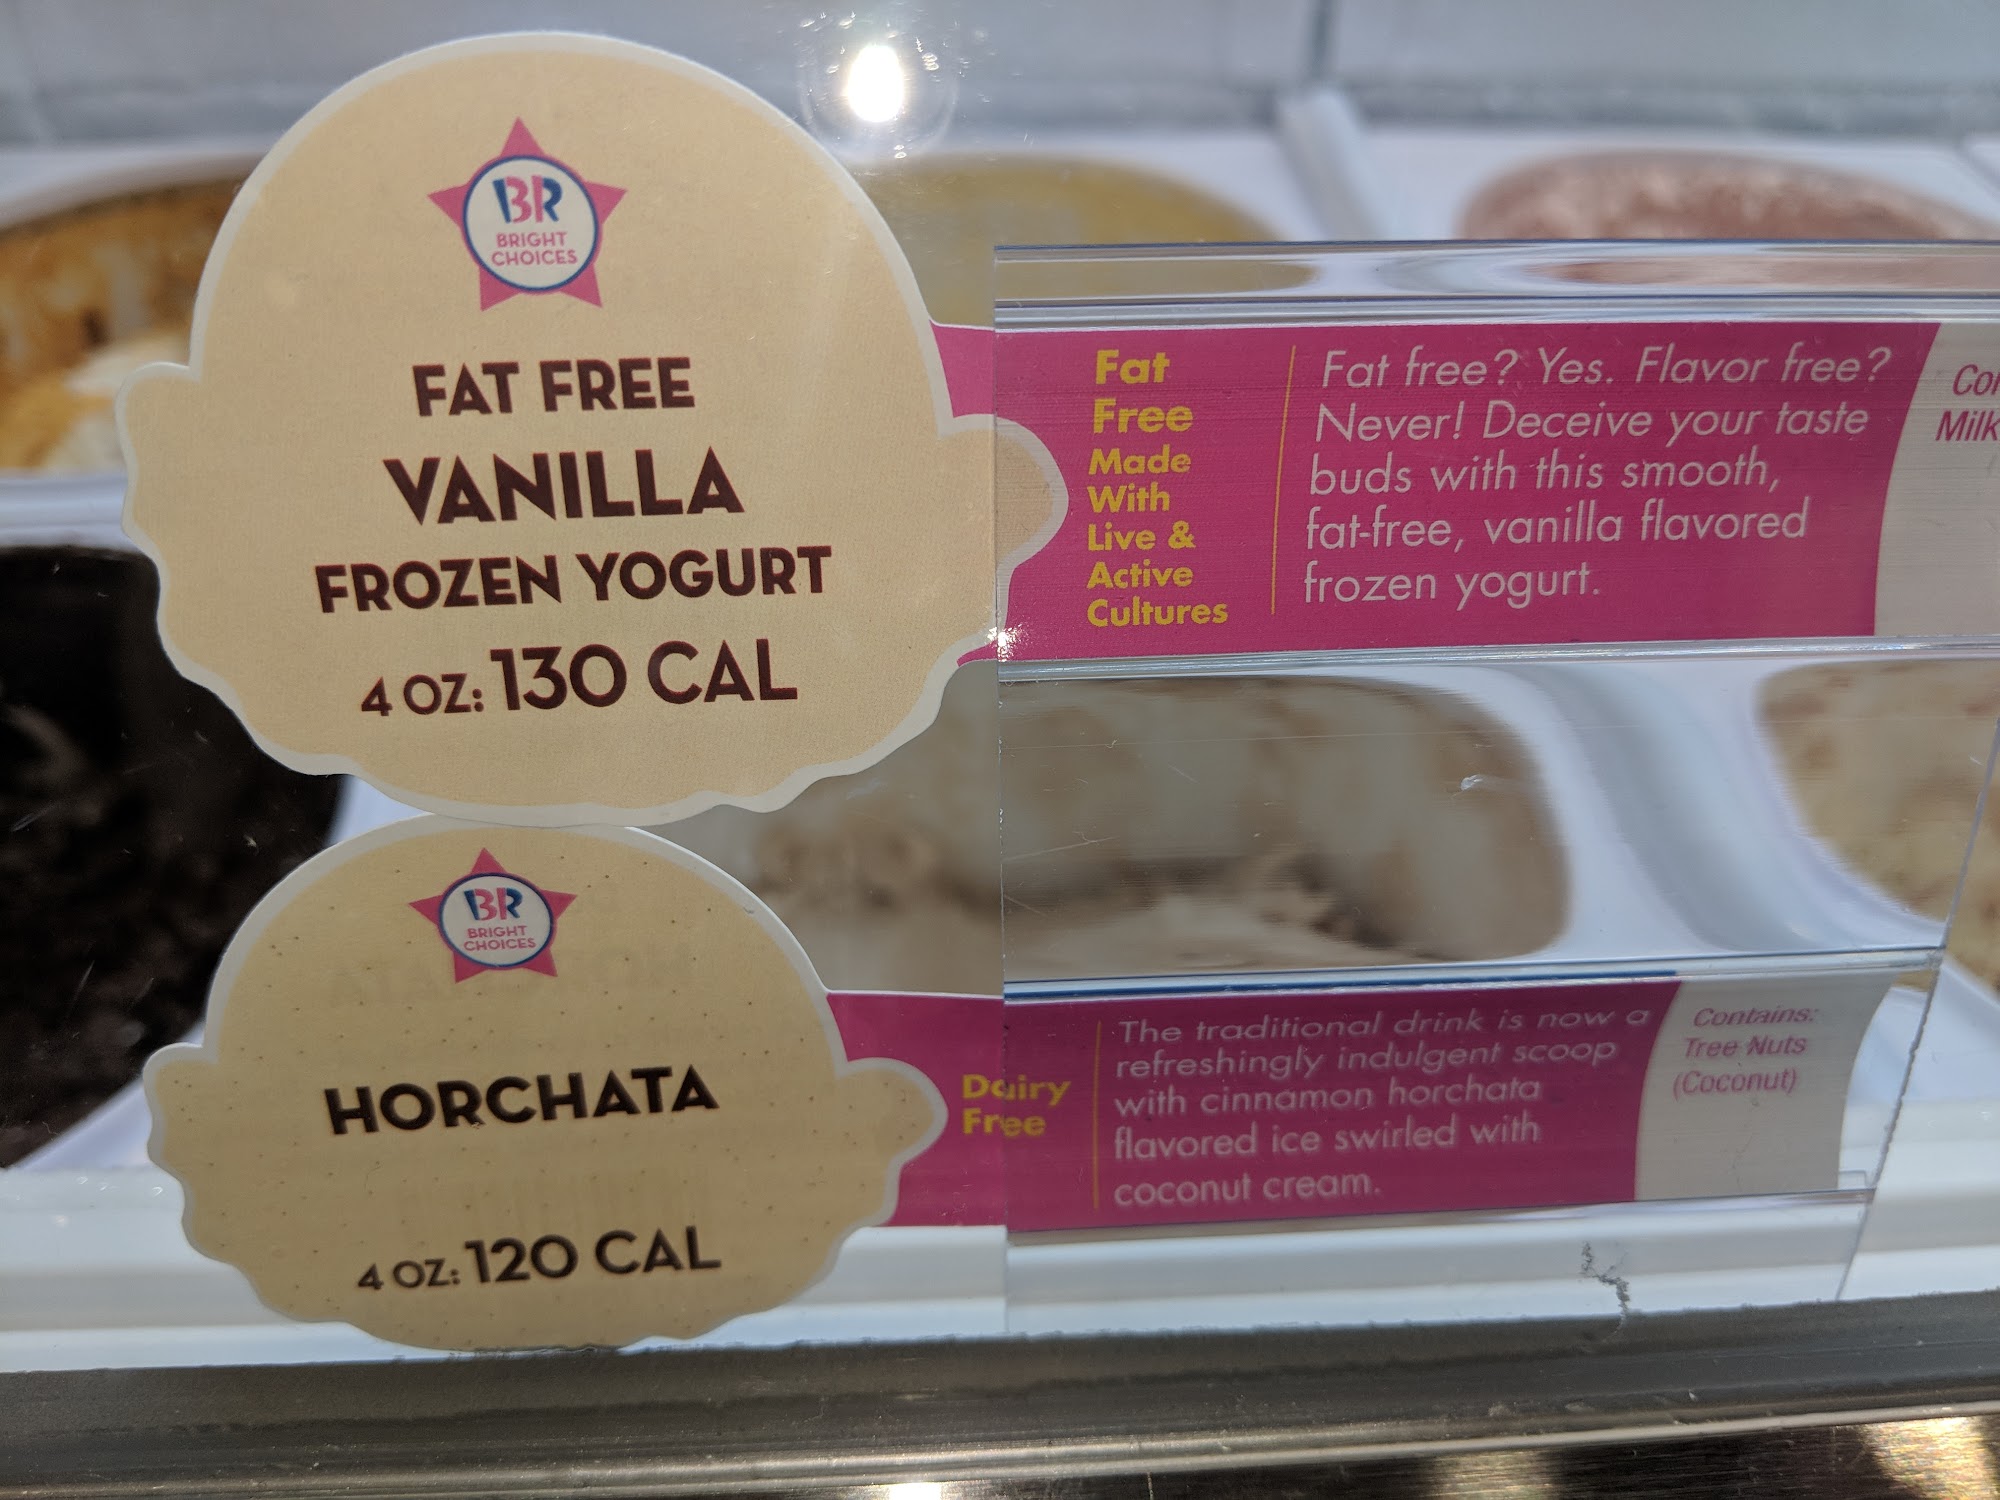 BR
BRIGHT
CHOICES
FAT FREE
VANILLA
FROZEN YOGURT
4 OZ: 130 CAL
Fat
Free
Made
With
Live &
Active
Cultures
Fat free? Yes. Flavor free?
Never! Deceive your taste
buds with this smooth,
fat-free, vanilla flavored
frozen yogurt.
Milk
BR
BRIGHT
CHOICES
HORCHATA
4 OZ: 120 CAL
Dairy
Free
The traditional drink is now a
refreshingly indulgent scoop
with cinnamon horchata
flavored ice swirled with
coconut cream.
Contains:
Tree Nuts
(Coconut)